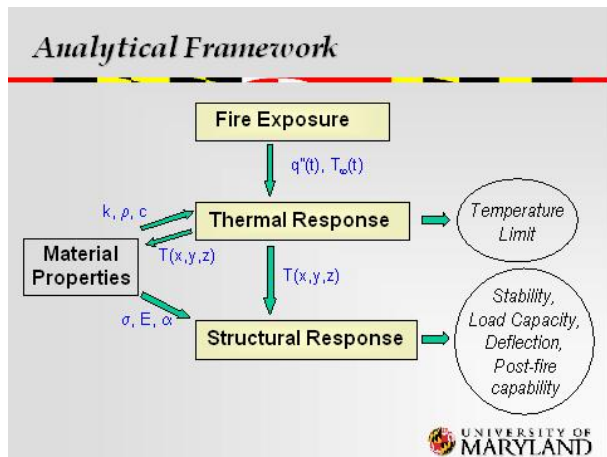 Analytical Framework
Fire Exposure
q"(t), T∞(t)
k, ρ, c
Thermal Response
Temperature
Limit
Material
Properties
T(x,y,z)
T(x,y,z)
σ, E, α
Structural Response
Stability,
Load Capacity,
Deflection,
Post-fire
capability
UNIVERSITY OF
MARYLAND